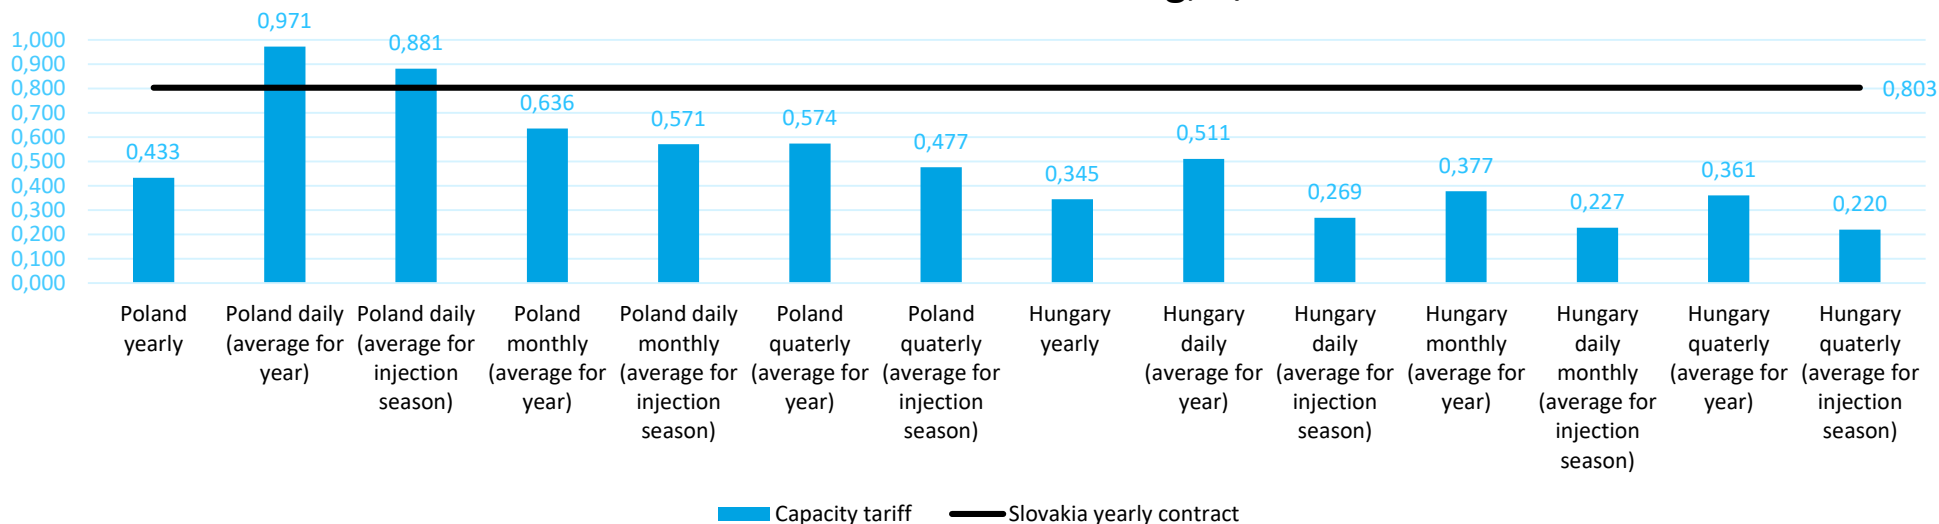 0,971
0,881
0,803
0,636
0,571
0,574
0,477
0,433
0,345
0,511
0,269
0,377
0,227
0,361
0,220
1,000
0,900
0,800
0,700
0,600
0,500
0,400
0,300
0,200
0,100
0,000
Poland
yearly
Poland daily
(average for
year)
Poland daily
(average for
injection
season)
Poland
monthly
(average for
year)
Poland daily
monthly
(average for
injection
season)
Poland
quaterly
(average for
year)
Poland
quaterly
(average for
injection
season)
Hungary
yearly
Hungary
daily
(average for
year)
Hungary
daily
(average for
injection
season)
Hungary
monthly
(average for
year)
Hungary
daily
monthly
(average for
injection
season)
Hungary
quaterly
(average for
year)
Hungary
quaterly
(average for
injection
season)
Capacity tariff
Slovakia yearly contract